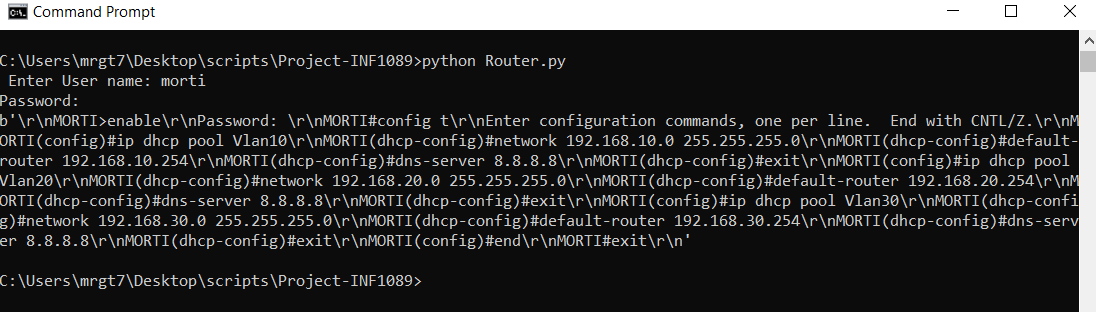 Command Prompt
C:\Users\mrgt7\Desktop\scripts\Project-INF1089>python Router.py
 Enter User name: morti
Password:
b'\r\nMORTI>enable\r\nPassword: \r\nMORTI#config t\r\nEnter configuration commands, one per line.  End with CNTL/Z.\r\nM
ORTI(config)#ip dhcp pool Vlan10\r\nMORTI(dhcp-config)#network 192.168.10.0 255.255.255.0\r\nMORTI(dhcp-config)#default-
router 192.168.10.254\r\nMORTI(dhcp-config)#dns-server 8.8.8.8\r\nMORTI(dhcp-config)#exit\r\nMORTI(config)#ip dhcp pool 
Vlan20\r\nMORTI(dhcp-config)#network 192.168.20.0 255.255.255.0\r\nMORTI(dhcp-config)#default-router 192.168.20.254\r\nM
ORTI(dhcp-config)#dns-server 8.8.8.8\r\nMORTI(dhcp-config)#exit\r\nMORTI(config)#ip dhcp pool Vlan30\r\nMORTI(dhcp-confi
g)#network 192.168.30.0 255.255.255.0\r\nMORTI(dhcp-config)#default-router 192.168.30.254\r\nMORTI(dhcp-config)#dns-serv
er 8.8.8.8\r\nMORTI(dhcp-config)#exit\r\nMORTI(config)#end\r\nMORTI#exit\r\n'
C:\Users\mrgt7\Desktop\scripts\Project-INF1089>